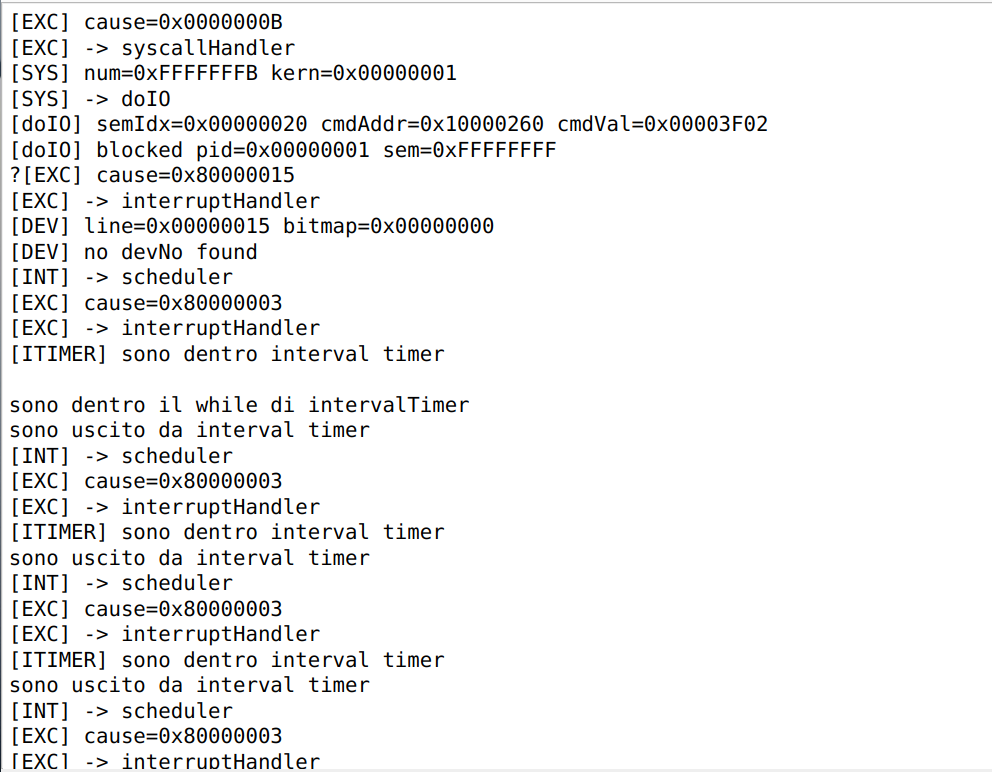 [EXC] cause=0x0000000B
[EXC] -> syscallHandler
[SYS] num=0xFFFFFFFB kern=0x00000001
[SYS] -> doIO
[doIO] semIdx=0x00000020 cmdAddr=0x10000260 cmdVal=0x00003F02
[doIO] blocked pid=0x00000001 sem=0xFFFFFFFF
?[EXC] cause=0x80000015
[EXC] -> interruptHandler
[DEV] line=0x00000015 bitmap=0x00000000
[DEV] no devNo found
[INT] -> scheduler
[EXC] cause=0x80000003
[EXC] -> interruptHandler
[ITIMER] sono dentro interval timer
sono dentro il while di intervalTimer
sono uscito da interval timer
[INT] -> scheduler
[EXC] cause=0x80000003
[EXC] -> interruptHandler
[ITIMER] sono dentro interval timer
sono uscito da interval timer
[INT] -> scheduler
[EXC] cause=0x80000003
[EXC] -> interruptHandler
[ITIMER] sono dentro interval timer
sono uscito da interval timer
[INT] -> scheduler
[EXC] cause=0x80000003
[EXC] -> interruptHandler